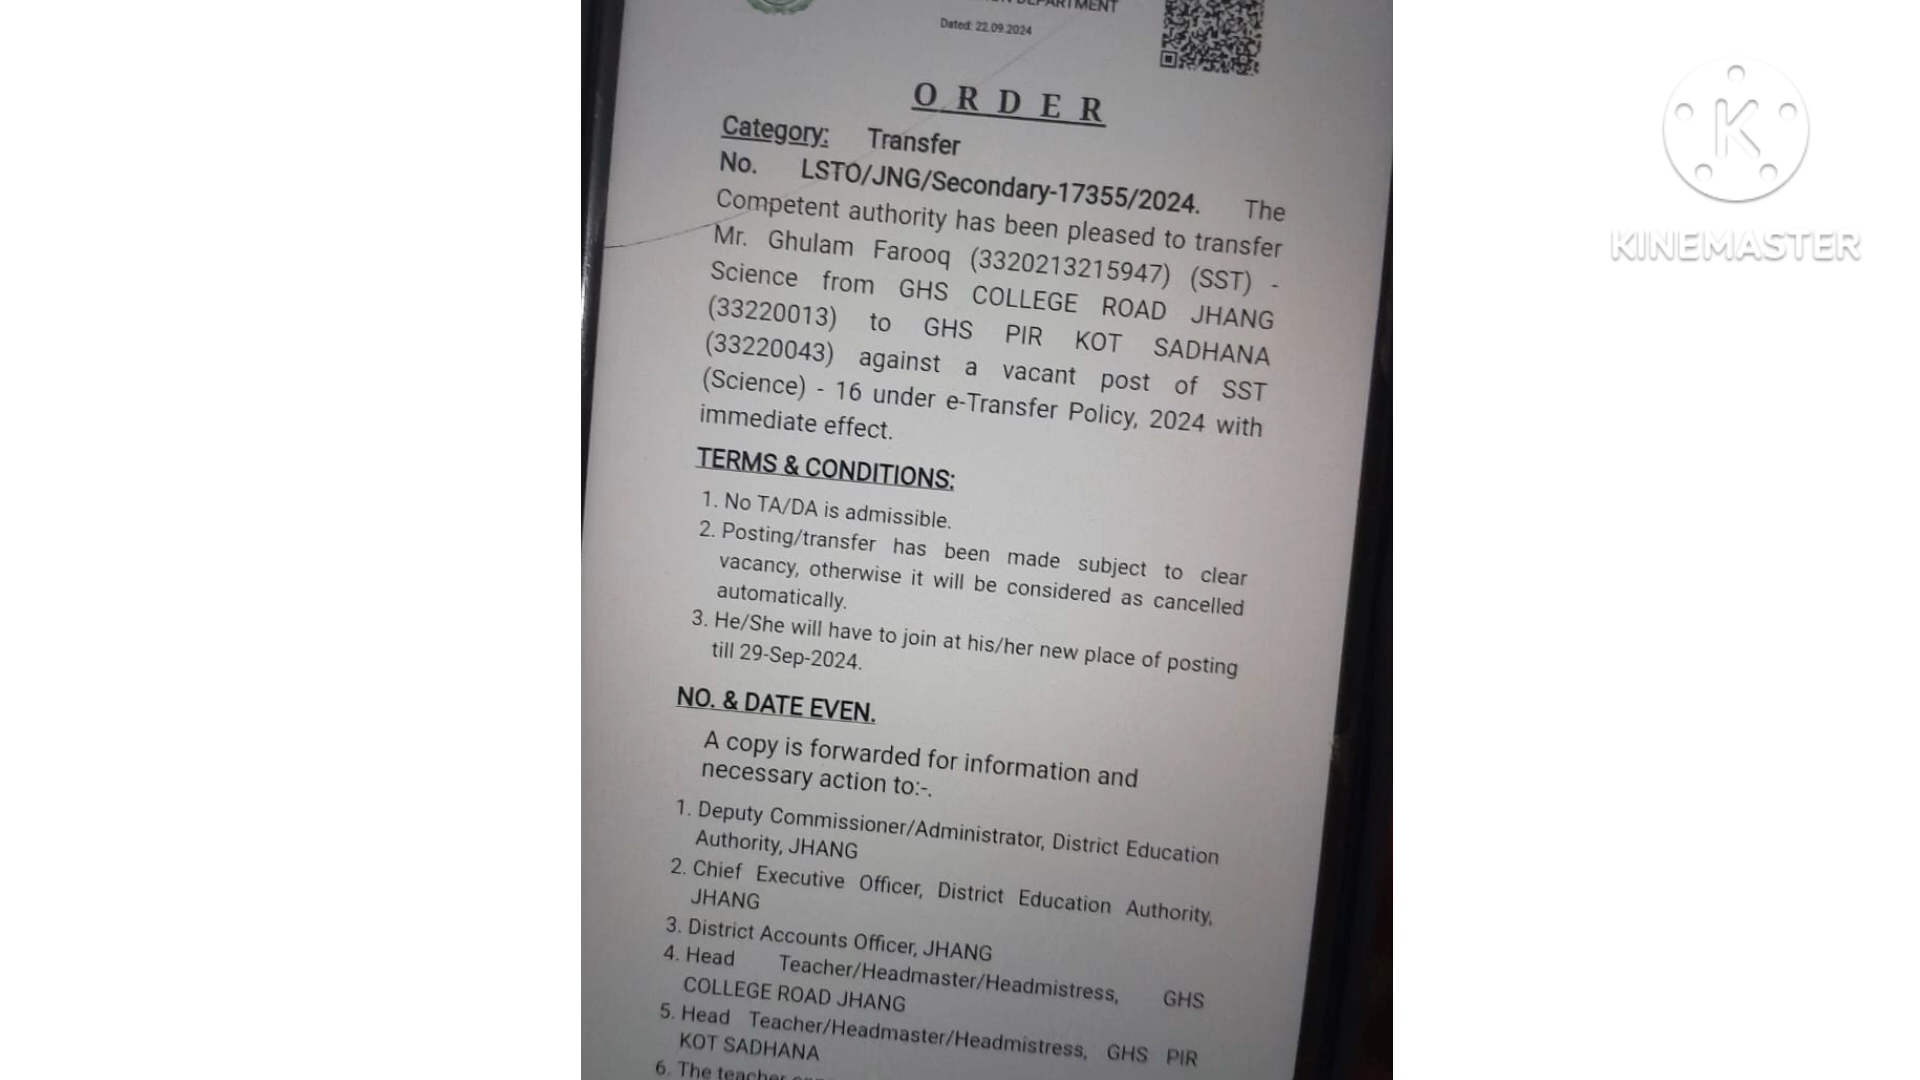 DEPARTMENT
Dated: 22.09.2024
O R D E R
Category: Transfer
No. LSTO/JNG/Secondary-17355/2024. The
Competent authority has been pleased to transfer
Mr. Ghulam Farooq (3320213215947) (SST) -
Science from GHS COLLEGE ROAD JHANG
(33220013) to GHS PIR KOT SADHANA
(33220043) against a vacant post of SST
(Science) - 16 under e-Transfer Policy, 2024 with
immediate effect.
TERMS & CONDITIONS:
1. No TA/DA is admissible.
2. Posting/transfer has been made subject to clear
vacancy, otherwise it will be considered as cancelled
automatically.
3. He/She will have to join at his/her new place of posting
till 29-Sep-2024.
NO. & DATE EVEN.
A copy is forwarded for information and
necessary action to:-.
1. Deputy Commissioner/Administrator, District Education
Authority, JHANG
2. Chief Executive Officer, District Education Authority,
JHANG
3. District Accounts Officer, JHANG
4. Head Teacher/Headmaster/Headmistress, GHS
COLLEGE ROAD JHANG
5. Head Teacher/Headmaster/Headmistress, GHS PIR
KOT SADHANA
6. The teacher
K
KINEMASTER